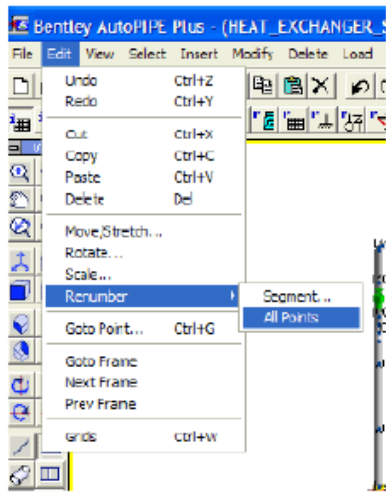 Bentley AutoPIPE Plus - (HEAT_EXCHANGER_
File Edit View Select Insert Modify Delete Load
Undo Ctrl+Z
Redo Ctrl+Y
Cut Ctrl+X
Copy Ctrl+C
Paste Ctrl+V
Delete Del
Move/Stretch...
Rotate...
Scale...
Renumber
Segment...
All Points
Goto Point... Ctrl+G
Goto Frame
Next Frame
Prev Frame
Grids Ctrl+W